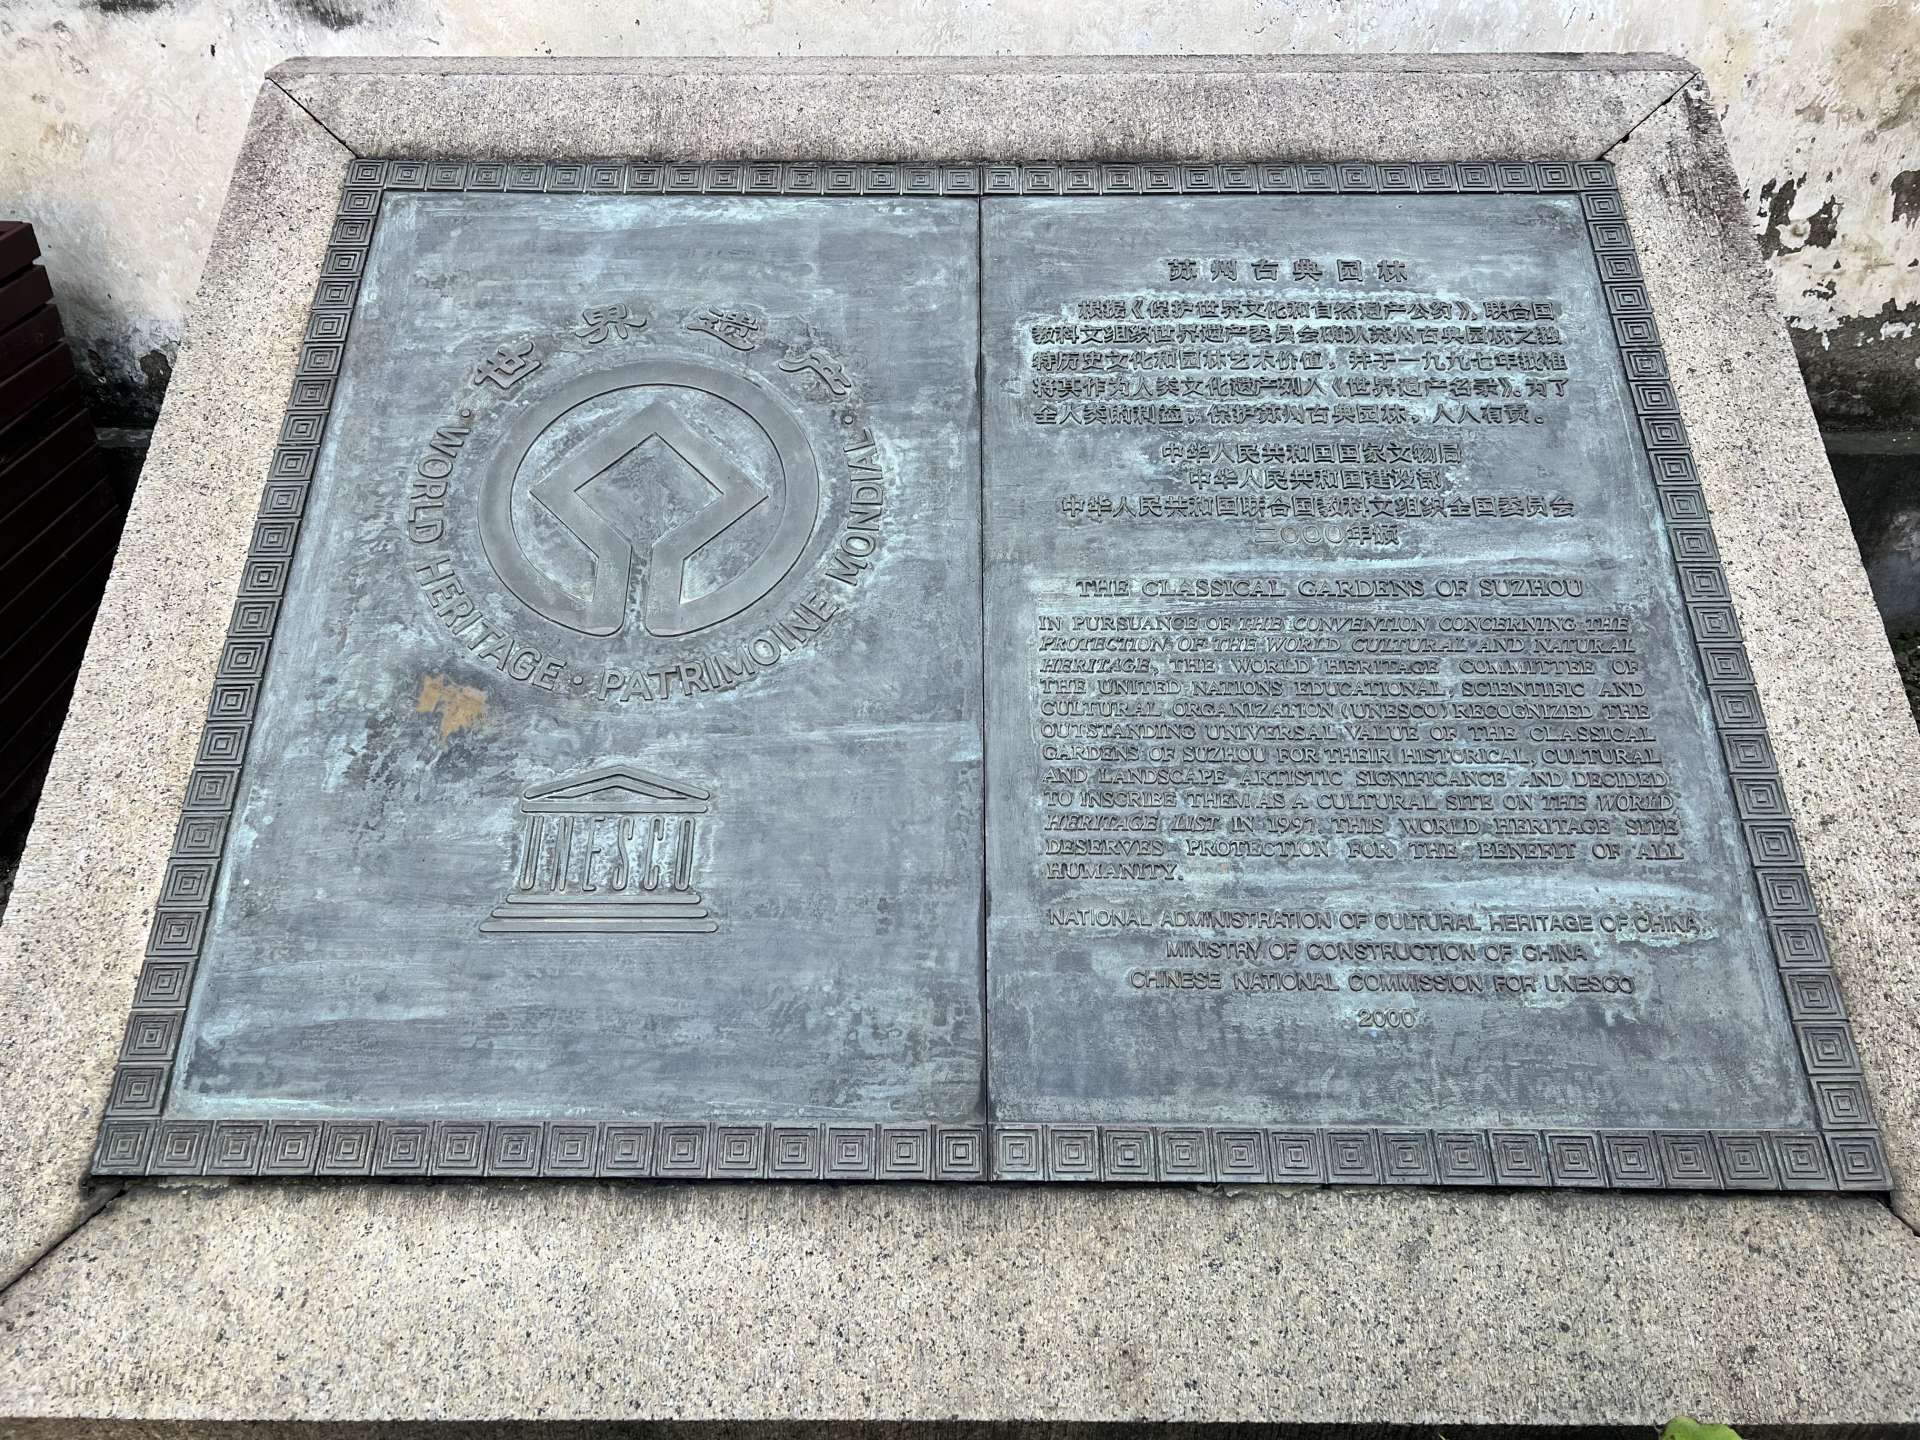 世界遗产
WORLD HERITAGE · PATRIMOINE MONDIAL
UNESCO
苏州古典园林
根据《保护世界文化和自然遗产公约》，联合国
教科文组织世界遗产委员会确认苏州古典园林之独
特历史文化和园林艺术价值，并于一九九七年批准
将其作为人类文化遗产列入《世界遗产名录》。为了
全人类的利益，保护苏州古典园林，人人有责。
中华人民共和国国家文物局
中华人民共和国建设部
中华人民共和国联合国教科文组织全国委员会
二〇〇〇年颁
THE CLASSICAL GARDENS OF SUZHOU
IN PURSUANCE OF THE CONVENTION CONCERNING THE
PROTECTION OF THE WORLD CULTURAL AND NATURAL
HERITAGE, THE WORLD HERITAGE COMMITTEE OF
THE UNITED NATIONS EDUCATIONAL, SCIENTIFIC AND
CULTURAL ORGANIZATION (UNESCO) RECOGNIZED THE
OUTSTANDING UNIVERSAL VALUE OF THE CLASSICAL
GARDENS OF SUZHOU FOR THEIR HISTORICAL, CULTURAL
AND LANDSCAPE ARTISTIC SIGNIFICANCE AND DECIDED
TO INSCRIBE THEM AS A CULTURAL SITE ON THE WORLD
HERITAGE LIST IN 1997. THIS WORLD HERITAGE SITE
DESERVES PROTECTION FOR THE BENEFIT OF ALL
HUMANITY.
NATIONAL ADMINISTRATION OF CULTURAL HERITAGE OF CHINA
MINISTRY OF CONSTRUCTION OF CHINA
CHINESE NATIONAL COMMISSION FOR UNESCO
2000